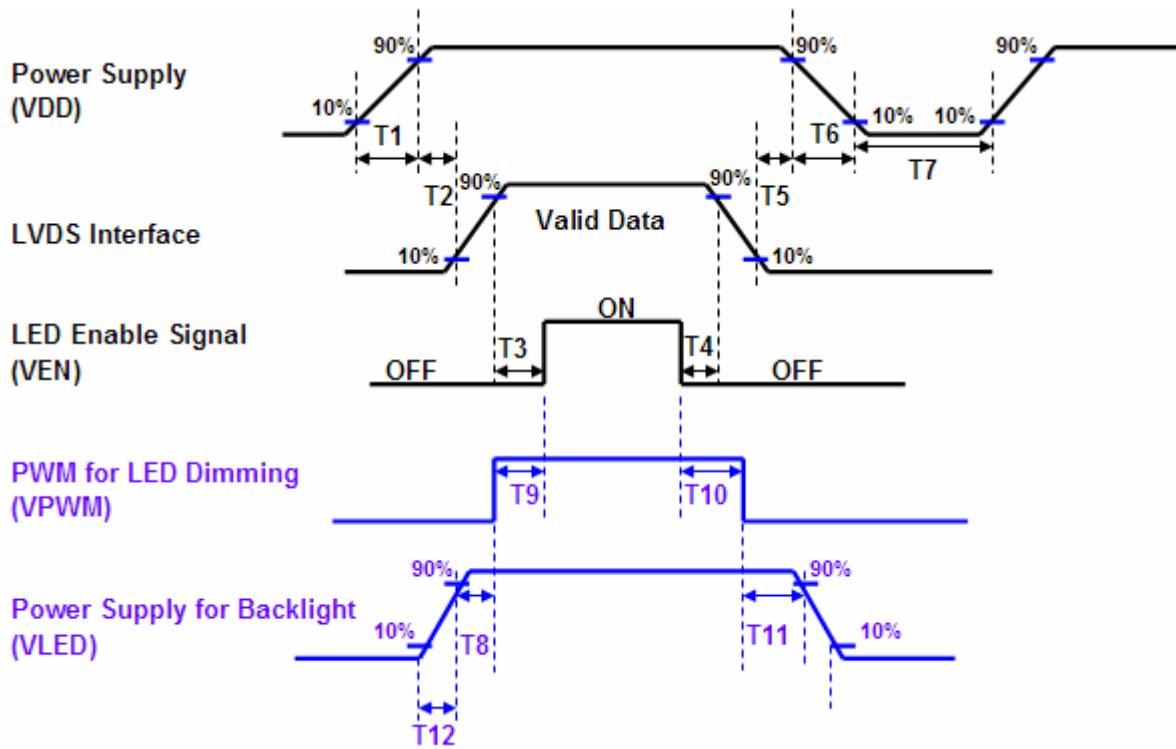 90% 90% 90%
Power Supply
(VDD)
10% 10% 10%
T1 T6 T7
90% 90%
T2 T5
Valid Data
LVDS Interface
10% 10%
ON
LED Enable Signal
(VEN)
T3 T4
OFF OFF
PWM for LED Dimming
(VPWM)
T9 T10
90% 90%
Power Supply for Backlight
(VLED)
10% 10%
T8 T11
T12